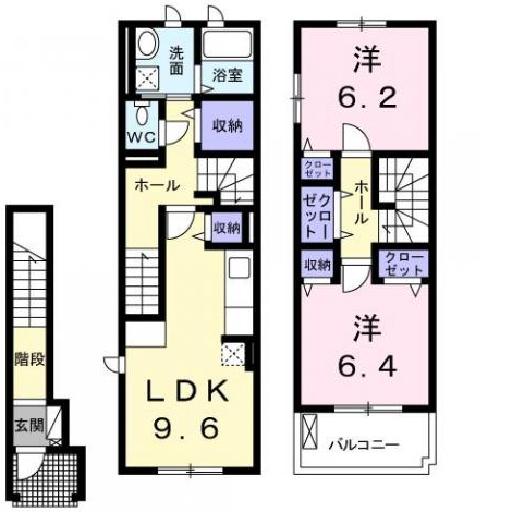 階段
玄関
洗面
浴室
WC
収納
ホール
収納
LDK
9.6
洋
6.2
クローゼット
クローゼット
ホール
収納
クローゼット
洋
6.4
バルコニー